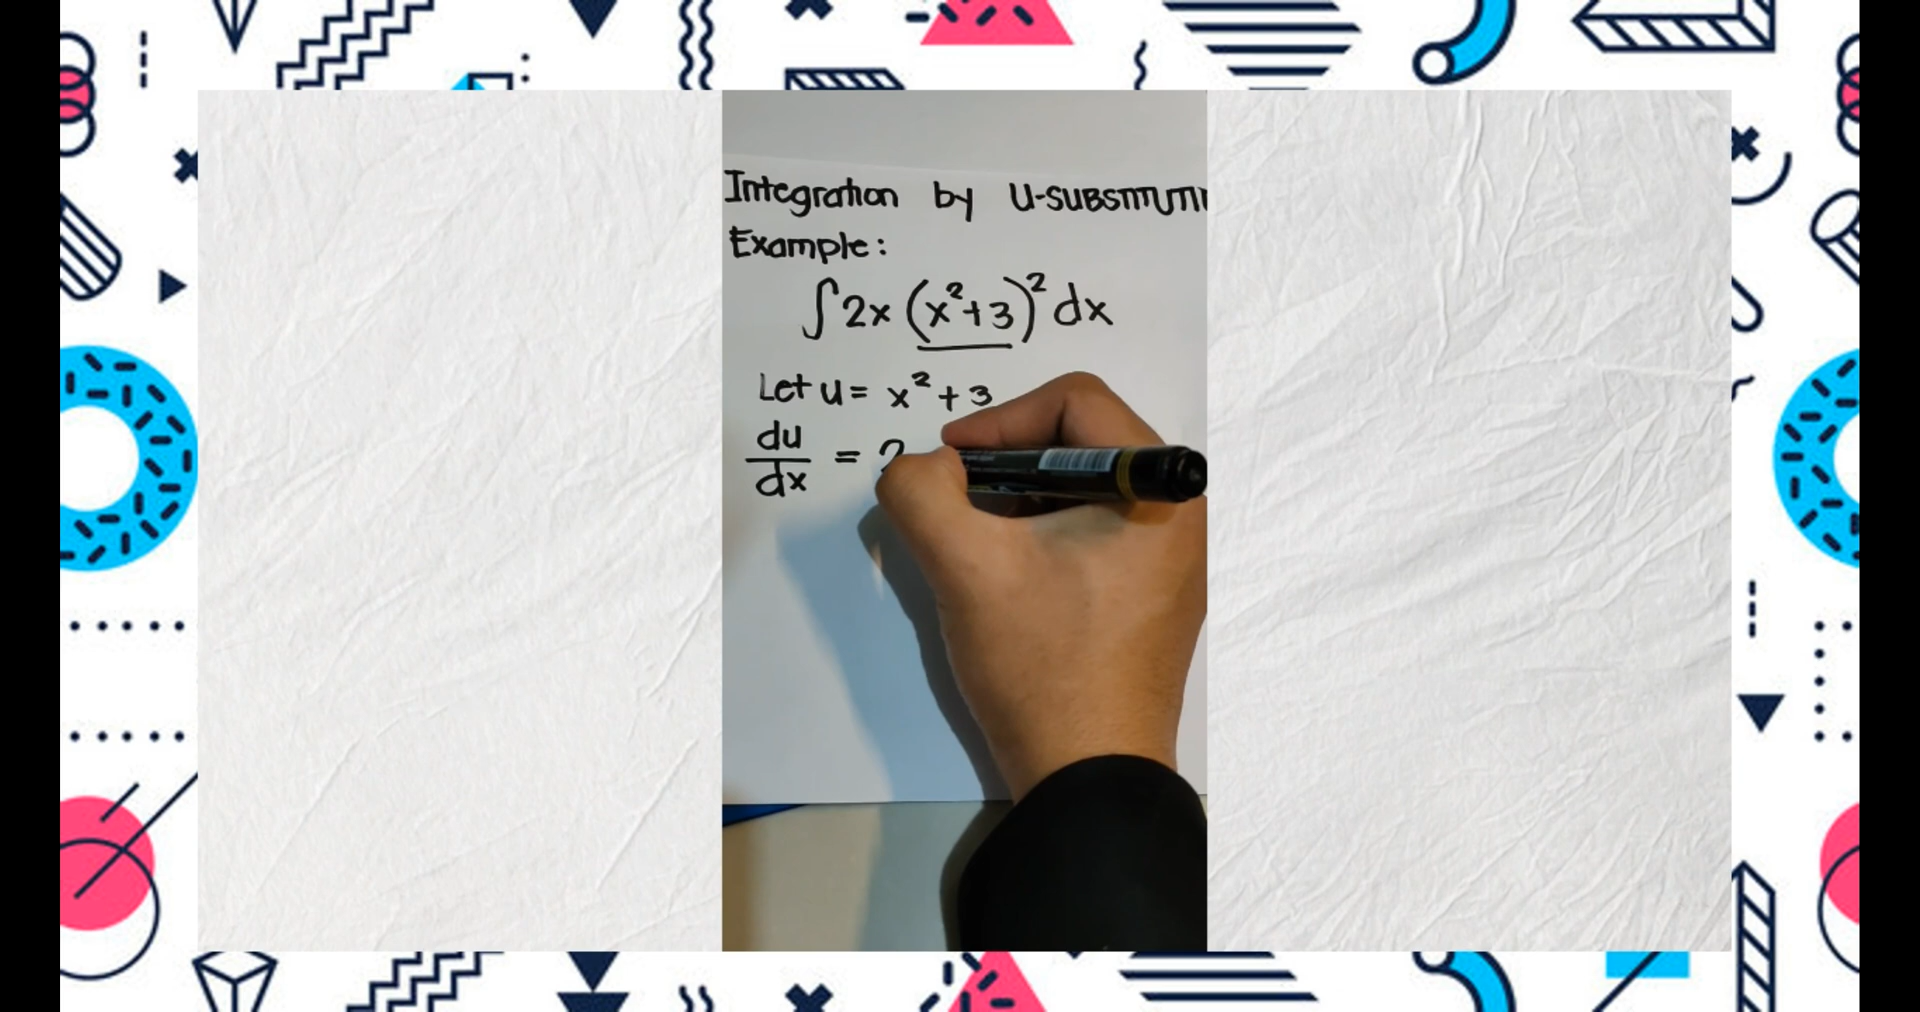 Integration by U-SUBSTITUTI
Example:
∫2x (x²+3)² dx
Let u = x² + 3
du/dx = 2